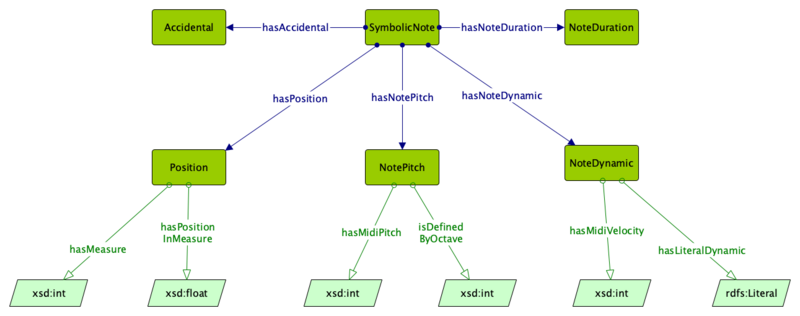 Accidental
hasAccidental
SymbolicNote
hasNoteDuration
NoteDuration
hasPosition
hasNotePitch
hasNoteDynamic
Position
NotePitch
NoteDynamic
hasMeasure
hasPosition
InMeasure
hasMidiPitch
isDefined
ByOctave
hasMidiVelocity
hasLiteralDynamic
xsd:int
xsd:float
xsd:int
xsd:int
xsd:int
rdfs:Literal